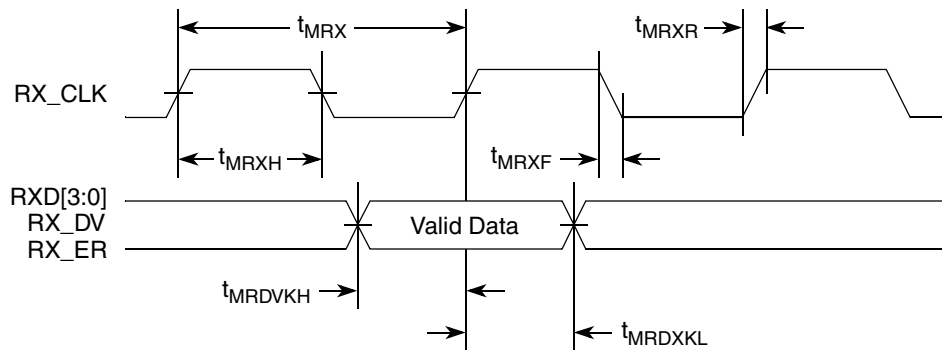 tMRX
tMRXR
RX_CLK
tMRXH
tMRXF
RXD[3:0]
RX_DV
Valid Data
RX_ER
tMRDVKH
tMRDXKL